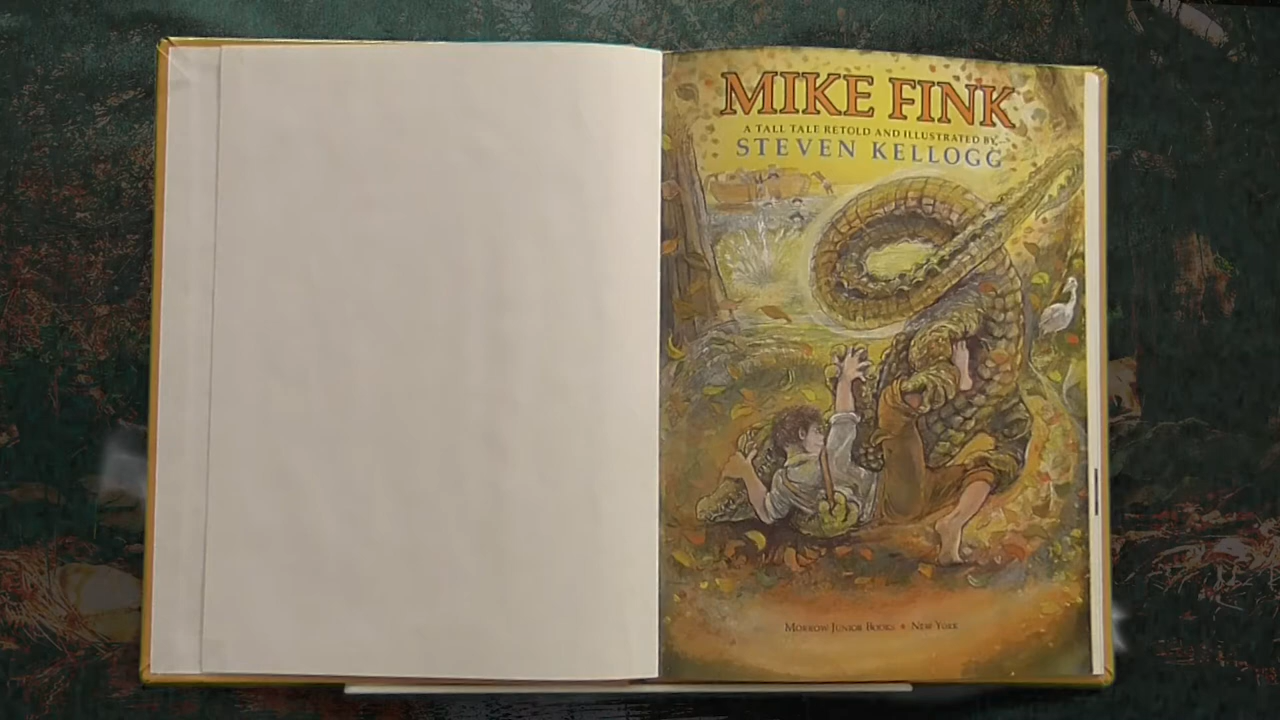 MIKE FINK
A TALL TALE RETOLD AND ILLUSTRATED BY
STEVEN KELLOGG
MORROW JUNIOR BOOKS • NEW YORK